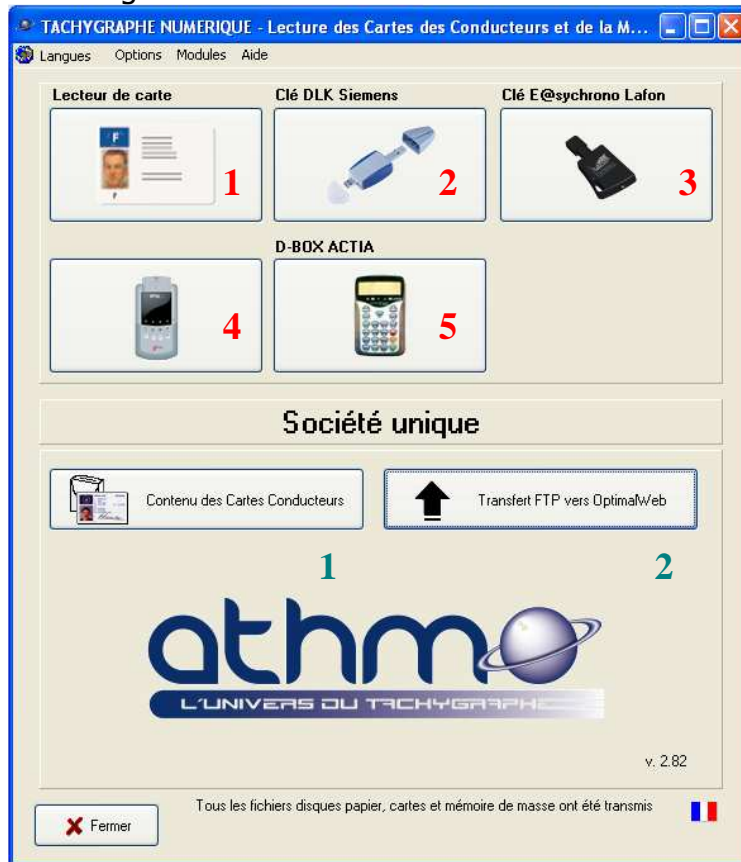 TACHYGRAPHE NUMERIQUE - Lecture des Cartes des Conducteurs et de la M...
Langues Options Modules Aide
Lecteur de carte Clé DLK Siemens Clé E@sychrono Lafon
F
1 2 3
D-BOX ACTIA
4 5
Société unique
Contenu des Cartes Conducteurs Transfert FTP vers OptimalWeb
1 2
athmo
L'UNIVERS DU TACHYGRAPHE
v. 2.82
Tous les fichiers disques papier, cartes et mémoire de masse ont été transmis
Fermer